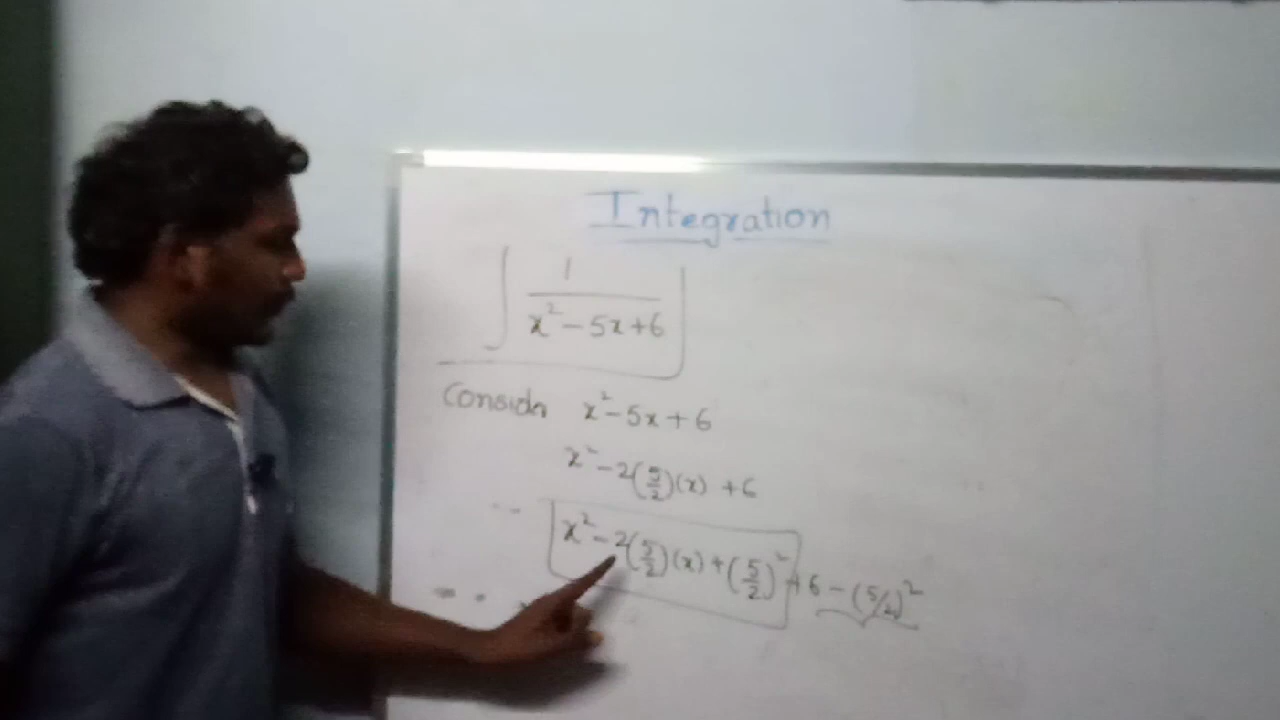 Integration
∫ 1/(x² - 5x + 6)
x² - 5x + 6
x² - 2(5/2)(x) + 6
x² - 2(5/2)(x) + (5/2)² + 6 - (5/2)²